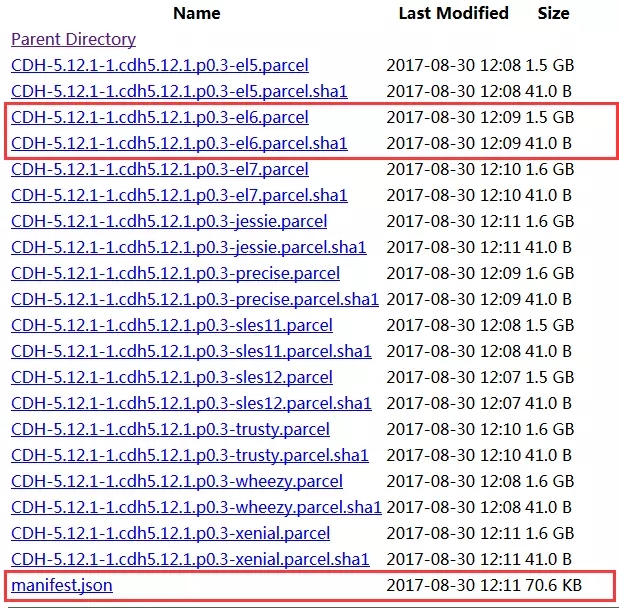 Name Last Modified Size
Parent Directory
CDH-5.12.1-1.cdh5.12.1.p0.3-el5.parcel 2017-08-30 12:08 1.5 GB
CDH-5.12.1-1.cdh5.12.1.p0.3-el5.parcel.sha1 2017-08-30 12:08 41.0 B
CDH-5.12.1-1.cdh5.12.1.p0.3-el6.parcel 2017-08-30 12:09 1.5 GB
CDH-5.12.1-1.cdh5.12.1.p0.3-el6.parcel.sha1 2017-08-30 12:09 41.0 B
CDH-5.12.1-1.cdh5.12.1.p0.3-el7.parcel 2017-08-30 12:10 1.6 GB
CDH-5.12.1-1.cdh5.12.1.p0.3-el7.parcel.sha1 2017-08-30 12:10 41.0 B
CDH-5.12.1-1.cdh5.12.1.p0.3-jessie.parcel 2017-08-30 12:11 1.6 GB
CDH-5.12.1-1.cdh5.12.1.p0.3-jessie.parcel.sha1 2017-08-30 12:11 41.0 B
CDH-5.12.1-1.cdh5.12.1.p0.3-precise.parcel 2017-08-30 12:09 1.6 GB
CDH-5.12.1-1.cdh5.12.1.p0.3-precise.parcel.sha1 2017-08-30 12:09 41.0 B
CDH-5.12.1-1.cdh5.12.1.p0.3-sles11.parcel 2017-08-30 12:08 1.5 GB
CDH-5.12.1-1.cdh5.12.1.p0.3-sles11.parcel.sha1 2017-08-30 12:08 41.0 B
CDH-5.12.1-1.cdh5.12.1.p0.3-sles12.parcel 2017-08-30 12:07 1.5 GB
CDH-5.12.1-1.cdh5.12.1.p0.3-sles12.parcel.sha1 2017-08-30 12:07 41.0 B
CDH-5.12.1-1.cdh5.12.1.p0.3-trusty.parcel 2017-08-30 12:10 1.6 GB
CDH-5.12.1-1.cdh5.12.1.p0.3-trusty.parcel.sha1 2017-08-30 12:10 41.0 B
CDH-5.12.1-1.cdh5.12.1.p0.3-wheezy.parcel 2017-08-30 12:08 1.6 GB
CDH-5.12.1-1.cdh5.12.1.p0.3-wheezy.parcel.sha1 2017-08-30 12:08 41.0 B
CDH-5.12.1-1.cdh5.12.1.p0.3-xenial.parcel 2017-08-30 12:11 1.6 GB
CDH-5.12.1-1.cdh5.12.1.p0.3-xenial.parcel.sha1 2017-08-30 12:11 41.0 B
manifest.json 2017-08-30 12:11 70.6 KB